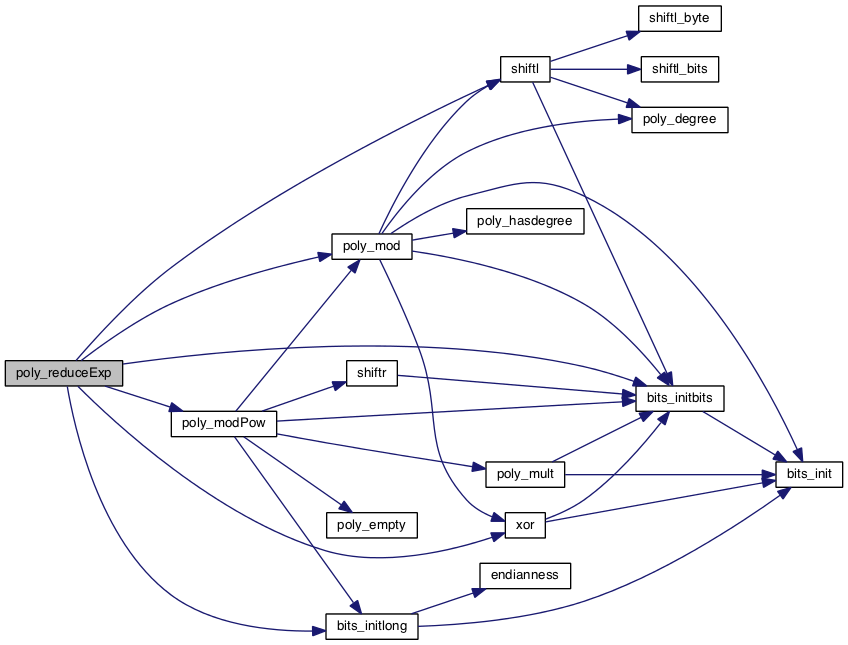 shiftl_byte
shiftl
shiftl_bits
poly_degree
poly_hasdegree
poly_mod
poly_reduceExp
shiftr
bits_initbits
poly_modPow
poly_mult
bits_init
poly_empty
xor
endianness
bits_initlong